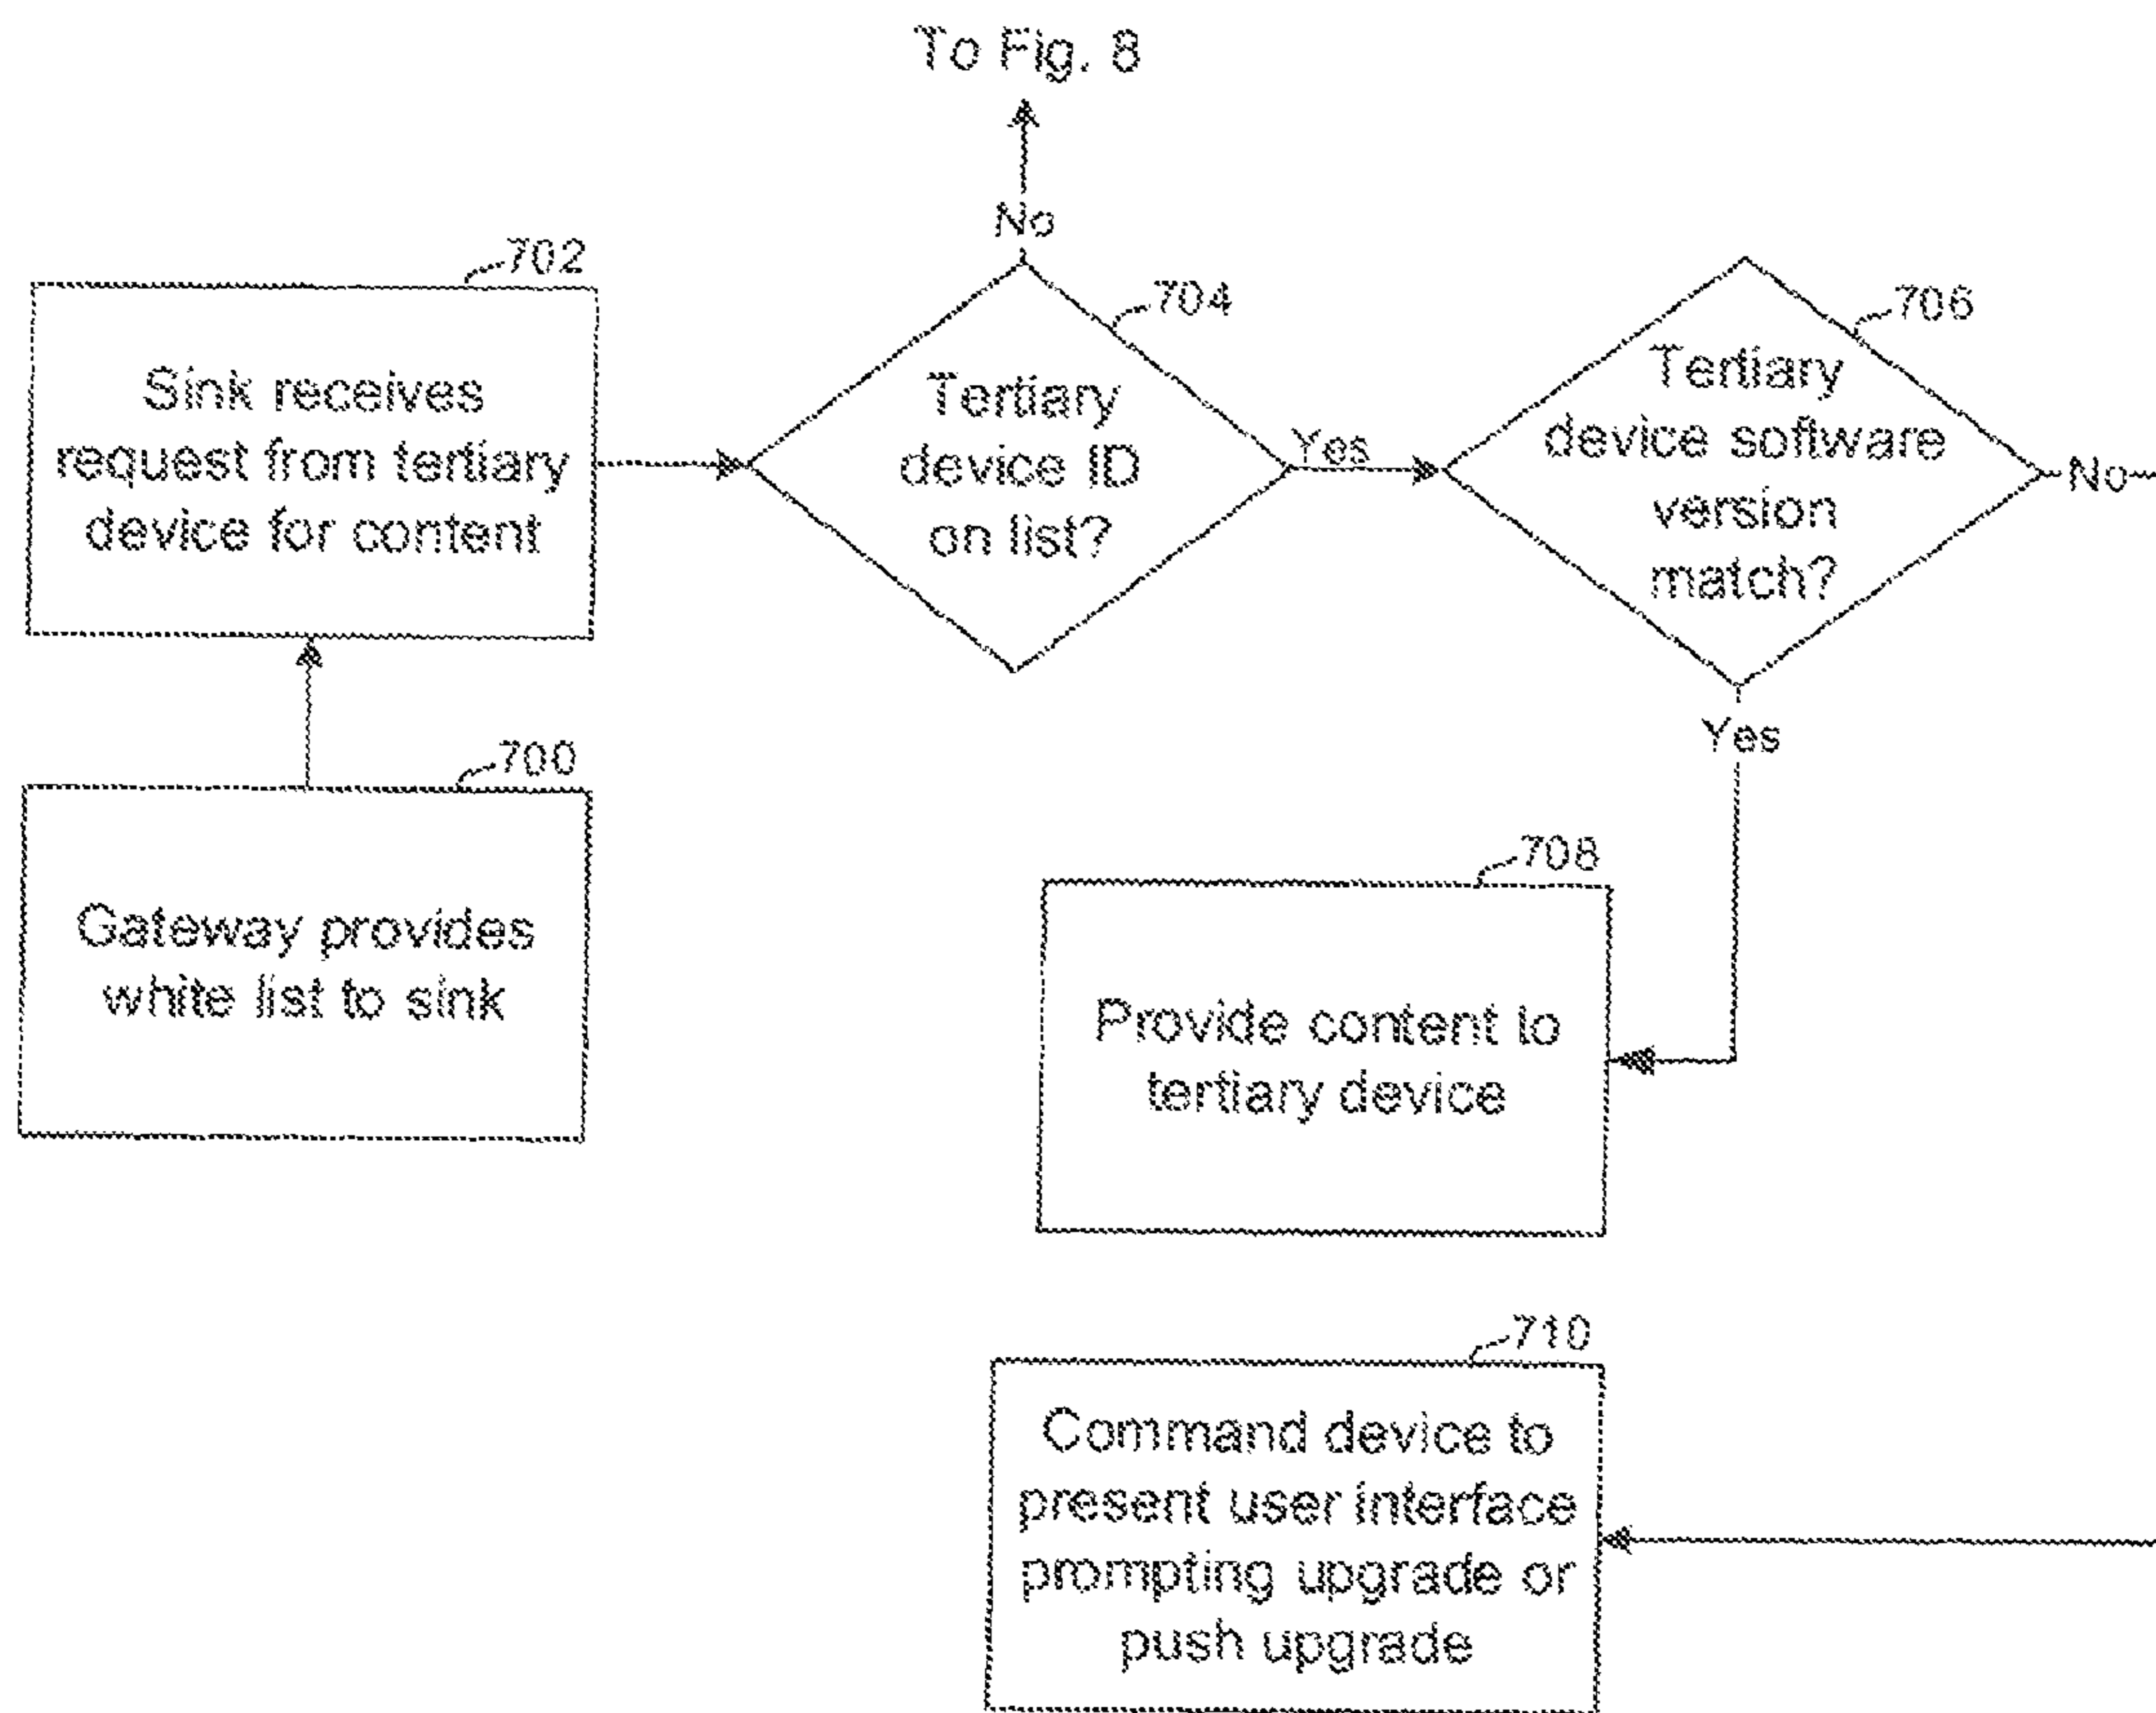 To Fig. 8
No
702
704
706
Sink receives
request from tertiary
device for content
Tertiary
device ID
on list?
Yes
Tertiary
device software
version
match?
No
Yes
700
Gateway provides
white list to sink
708
Provide content to
tertiary device
710
Command device to
present user interface
prompting upgrade or
push upgrade